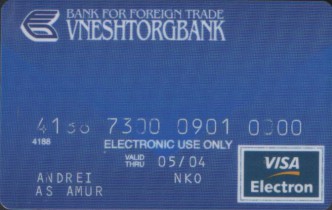 BANK FOR FOREIGN TRADE
VNESHTORGBANK
7300 0901
4188
ELECTRONIC USE ONLY
VALID THRU 05/04
ANDREI NKO
AS AMUR
VISA
Electron